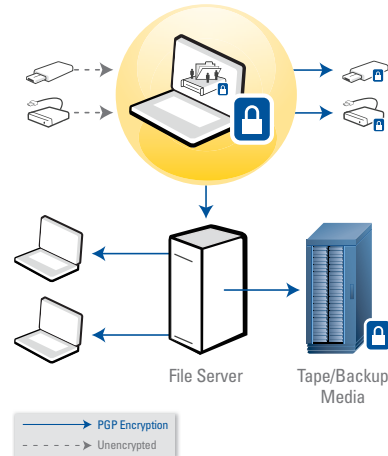 File Server
Tape/Backup
Media
PGP Encryption
Unencrypted